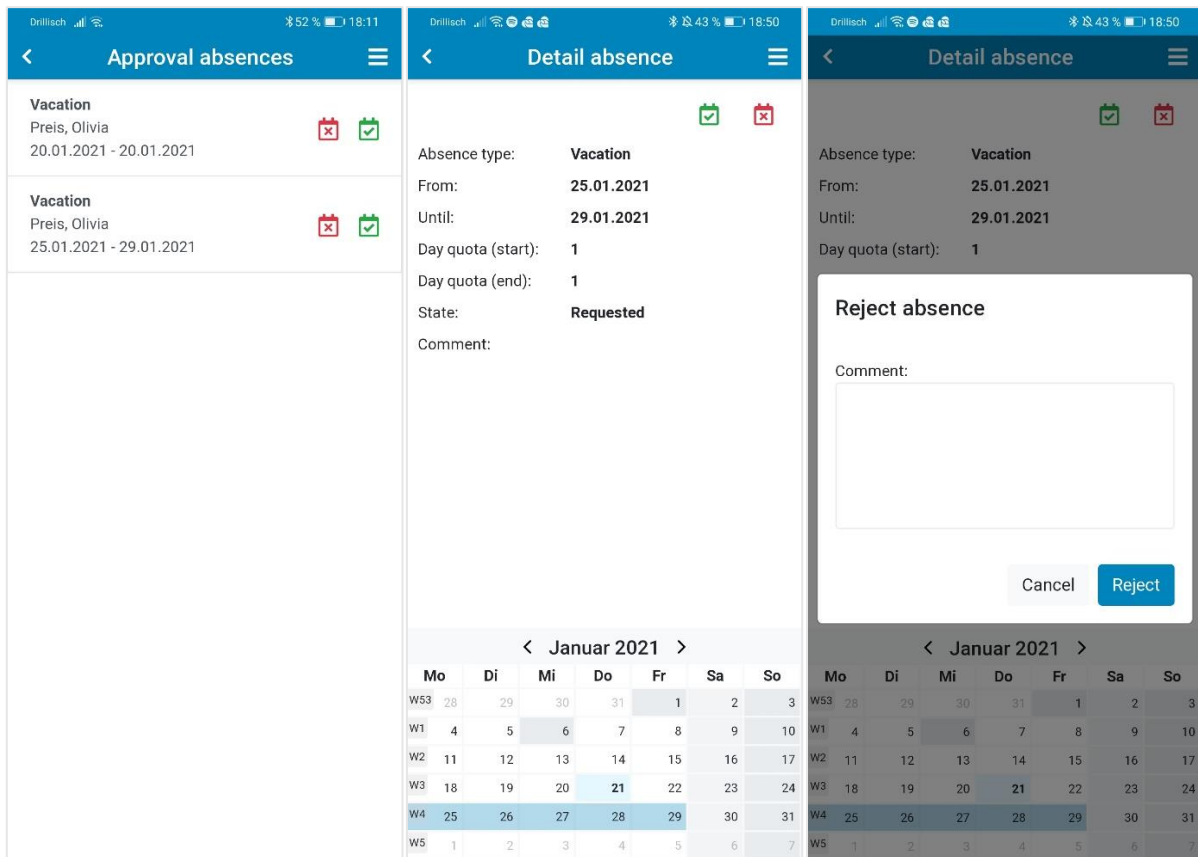 Drillisch 52 % 18:11
Approval absences
Vacation
Preis, Olivia
20.01.2021 - 20.01.2021
Vacation
Preis, Olivia
25.01.2021 - 29.01.2021
Drillisch 43 % 18:50
Detail absence
Absence type: Vacation
From: 25.01.2021
Until: 29.01.2021
Day quota (start): 1
Day quota (end): 1
State: Requested
Comment:
< Januar 2021 >
Mo Di Mi Do Fr Sa So
W53 28 29 30 31 1 2 3
W1 4 5 6 7 8 9 10
W2 11 12 13 14 15 16 17
W3 18 19 20 21 22 23 24
W4 25 26 27 28 29 30 31
W5 1 2 3 4 5 6 7
Drillisch 43 % 18:50
Detail absence
Absence type: Vacation
From: 25.01.2021
Until: 29.01.2021
Day quota (start): 1
Reject absence
Comment:
Cancel Reject
< Januar 2021 >
Mo Di Mi Do Fr Sa So
W53 28 29 30 31 1 2 3
W1 4 5 6 7 8 9 10
W2 11 12 13 14 15 16 17
W3 18 19 20 21 22 23 24
W4 25 26 27 28 29 30 31
W5 1 2 3 4 5 6 7